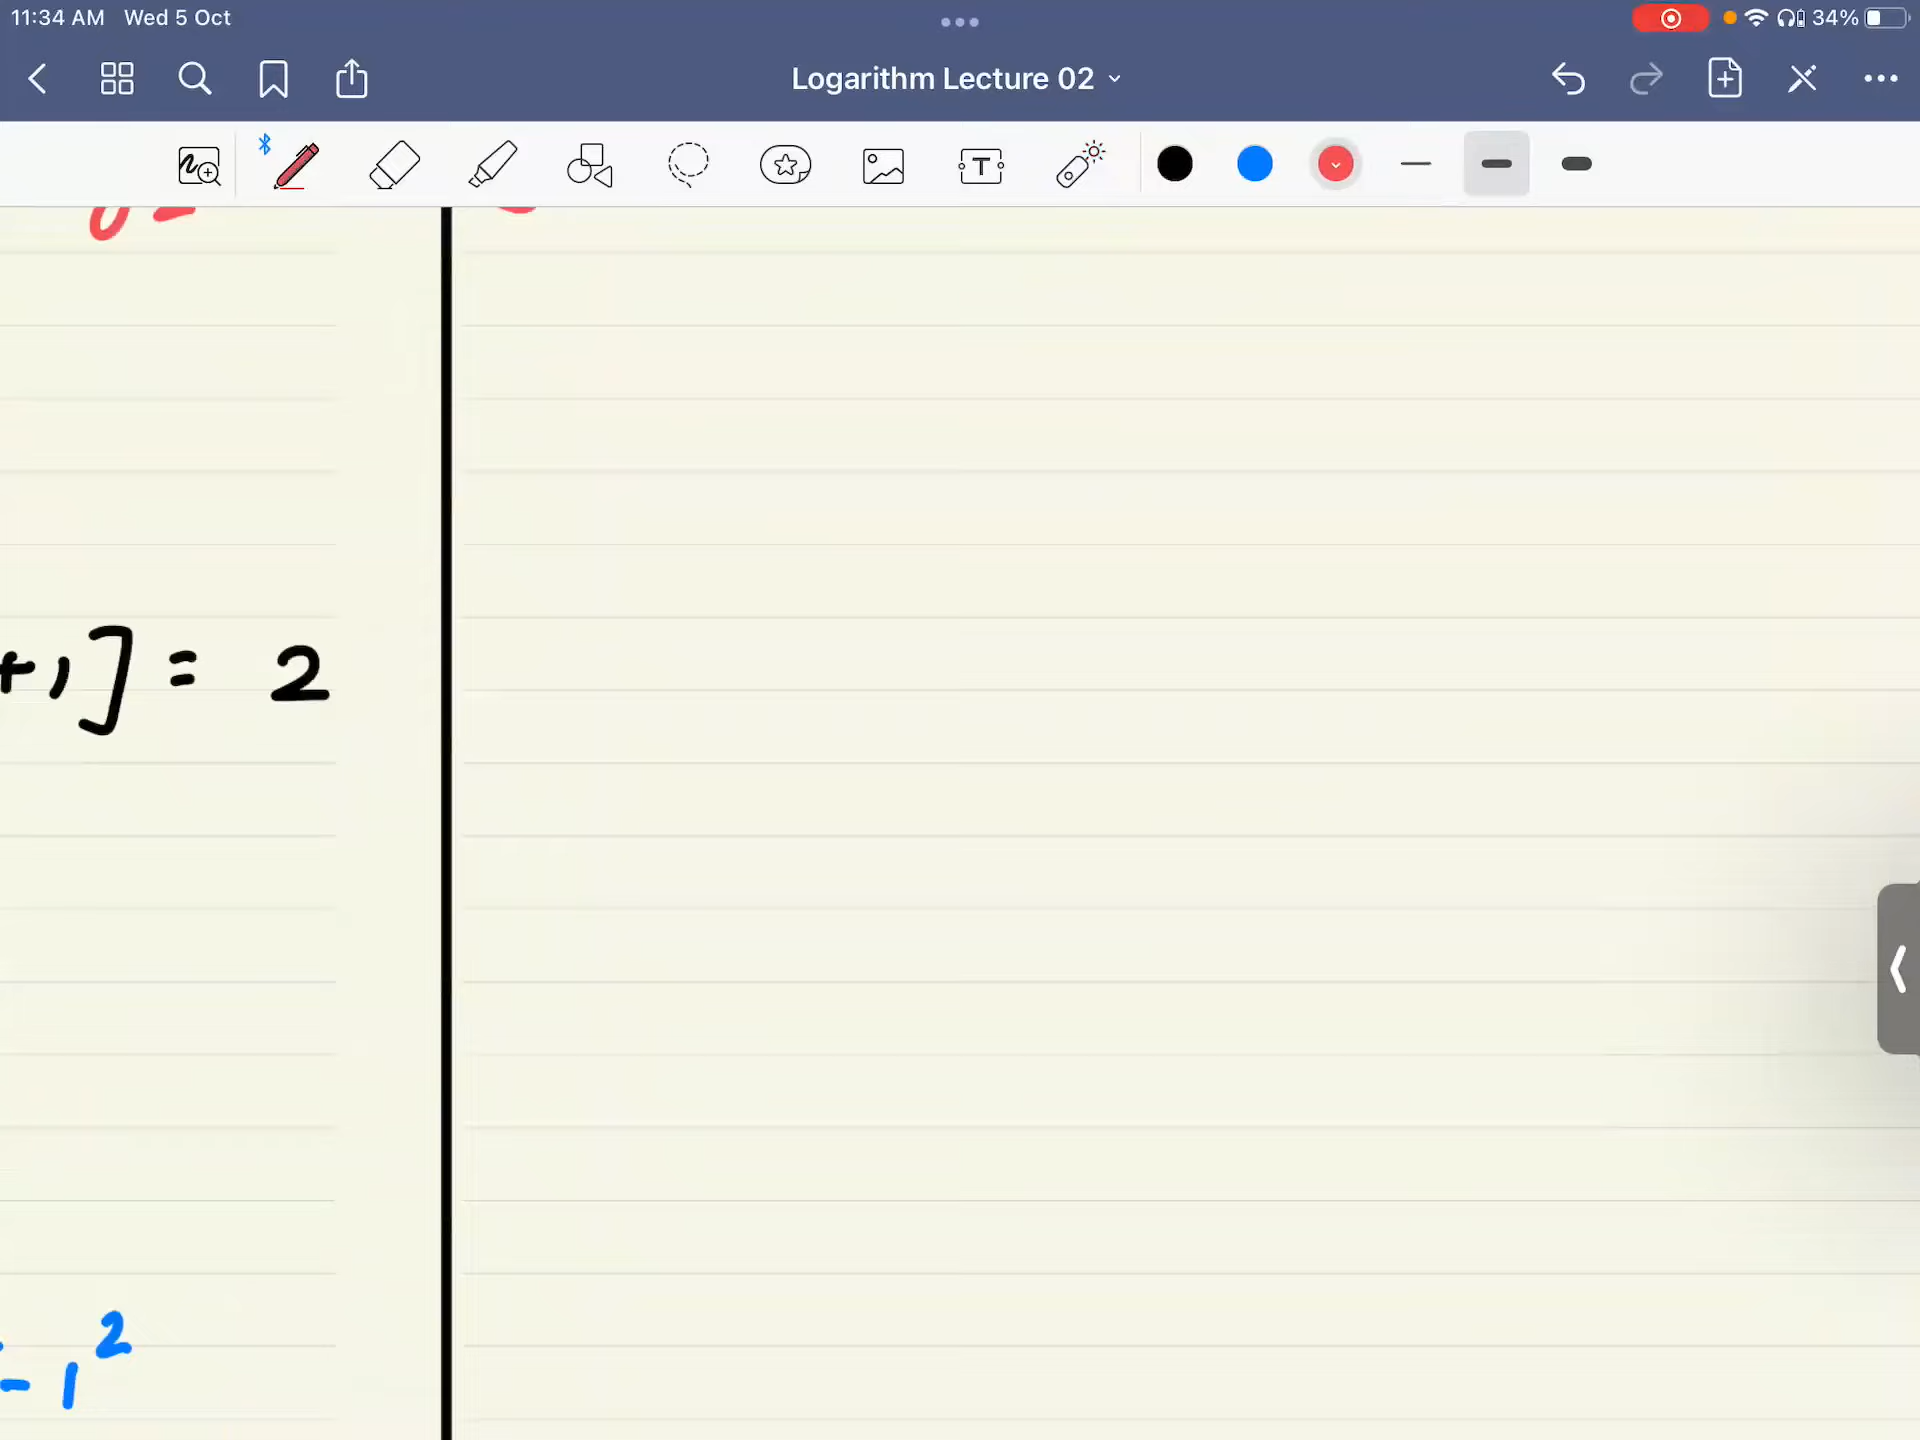 11:34 AM Wed 5 Oct
34%
Logarithm Lecture 02
T
+1] = 2
- 1²